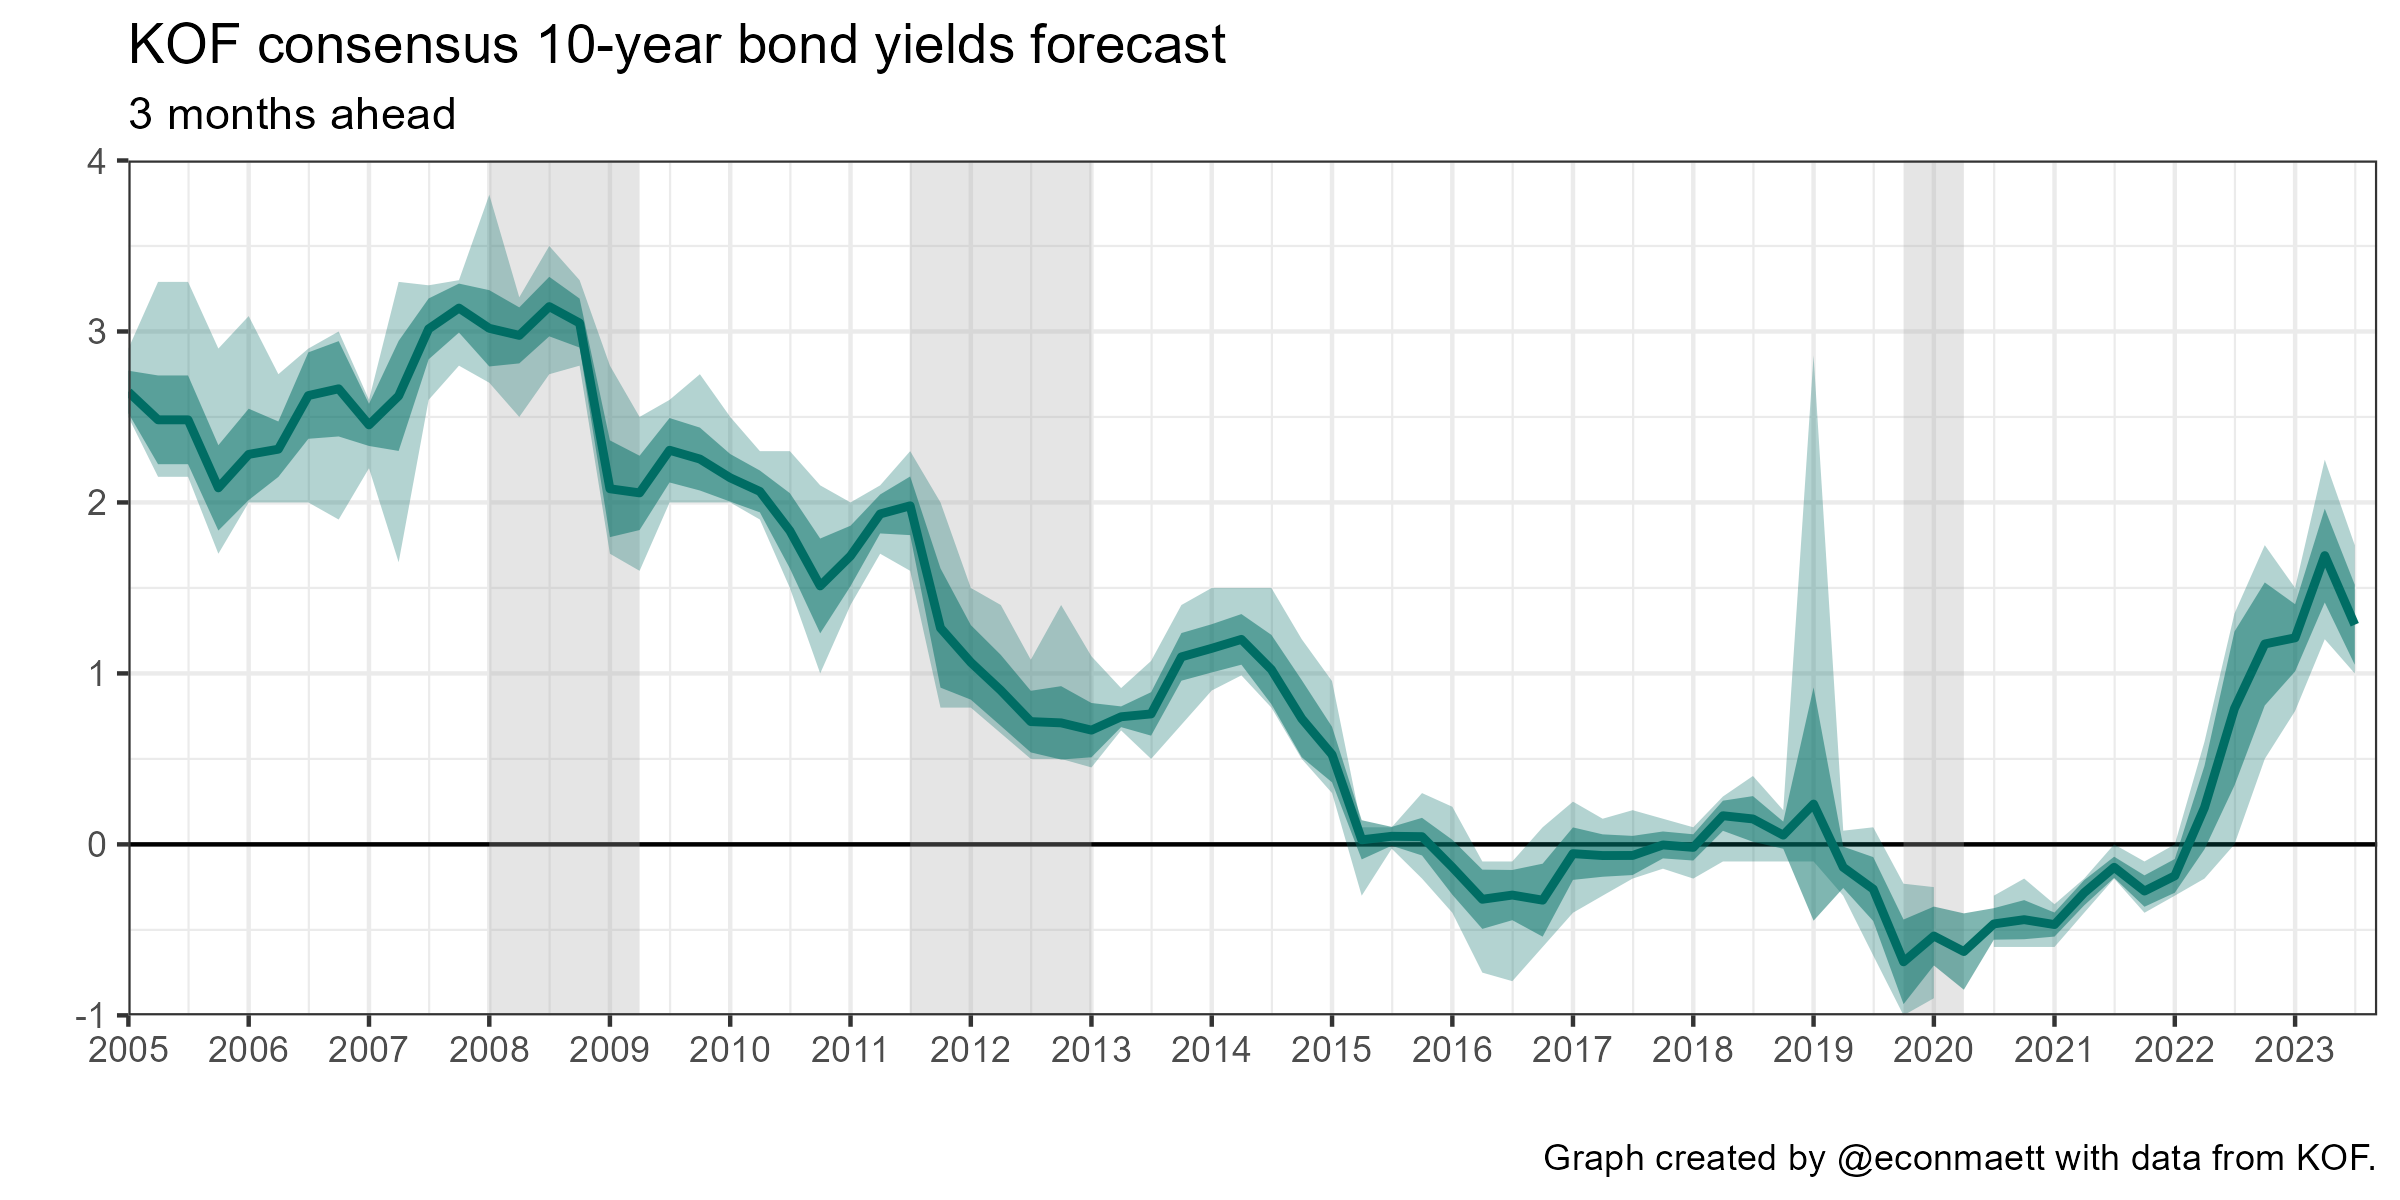 KOF consensus 10-year bond yields forecast
3 months ahead
4
3
2
1
0
-1
2005 2006 2007 2008 2009 2010 2011 2012 2013 2014 2015 2016 2017 2018 2019 2020 2021 2022 2023
Graph created by @econmaett with data from KOF.